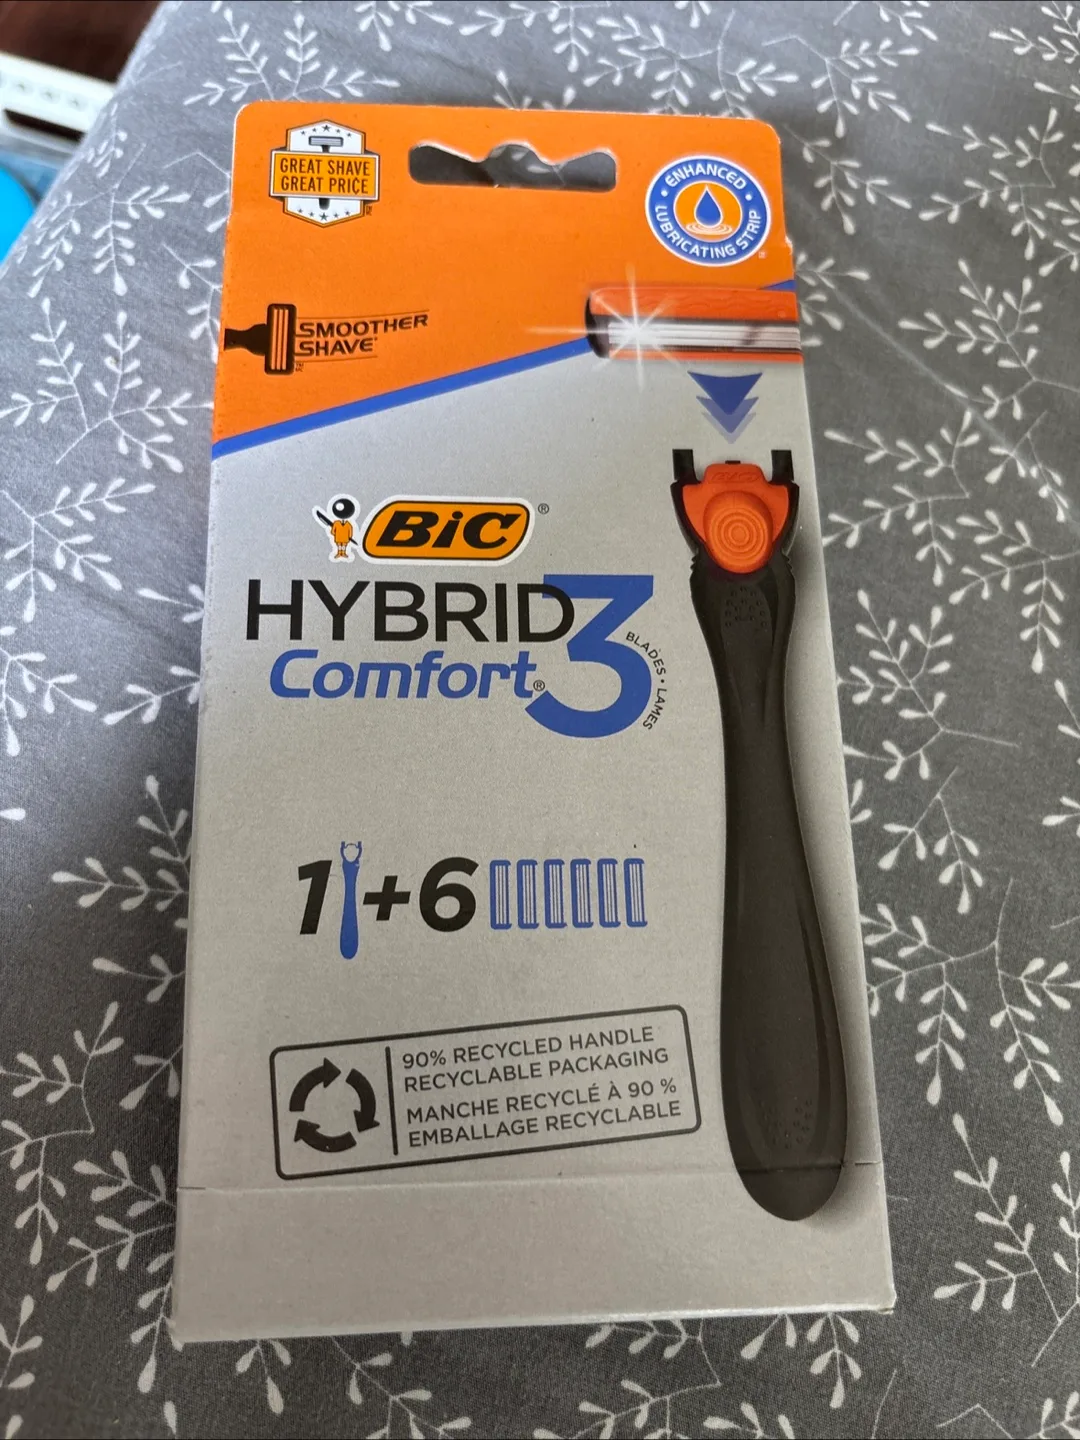 GREAT SHAVE
GREAT PRICE
ENHANCED
LUBRICATING STRIP
SMOOTHER
SHAVE
BiC®
HYBRID 3
Comfort®
BLADES • LAMES
1 + 6
90% RECYCLED HANDLE
RECYCLABLE PACKAGING
MANCHE RECYCLÉ À 90 %
EMBALLAGE RECYCLABLE